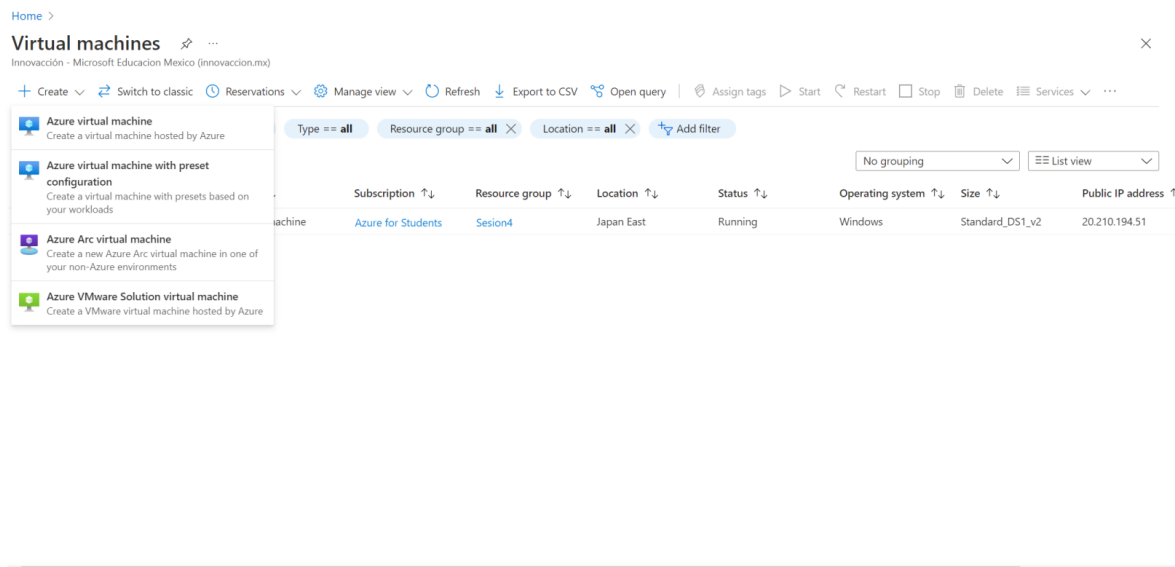 Home >
Virtual machines ...
Innovacción - Microsoft Educacion Mexico (innovaccion.mx)
Create Switch to classic Reservations Manage view Refresh Export to CSV Open query Assign tags Start Restart Stop Delete Services ...
Azure virtual machine
Create a virtual machine hosted by Azure
Azure virtual machine with preset
configuration
Create a virtual machine with presets based on
your workloads
Azure Arc virtual machine
Create a new Azure Arc virtual machine in one of
your non-Azure environments
Azure VMware Solution virtual machine
Create a VMware virtual machine hosted by Azure
Type == all Resource group == all Location == all Add filter
No grouping List view
Subscription Resource group Location Status Operating system Size Public IP address
Azure for Students Sesion4 Japan East Running Windows Standard_DS1_v2 20.210.194.51